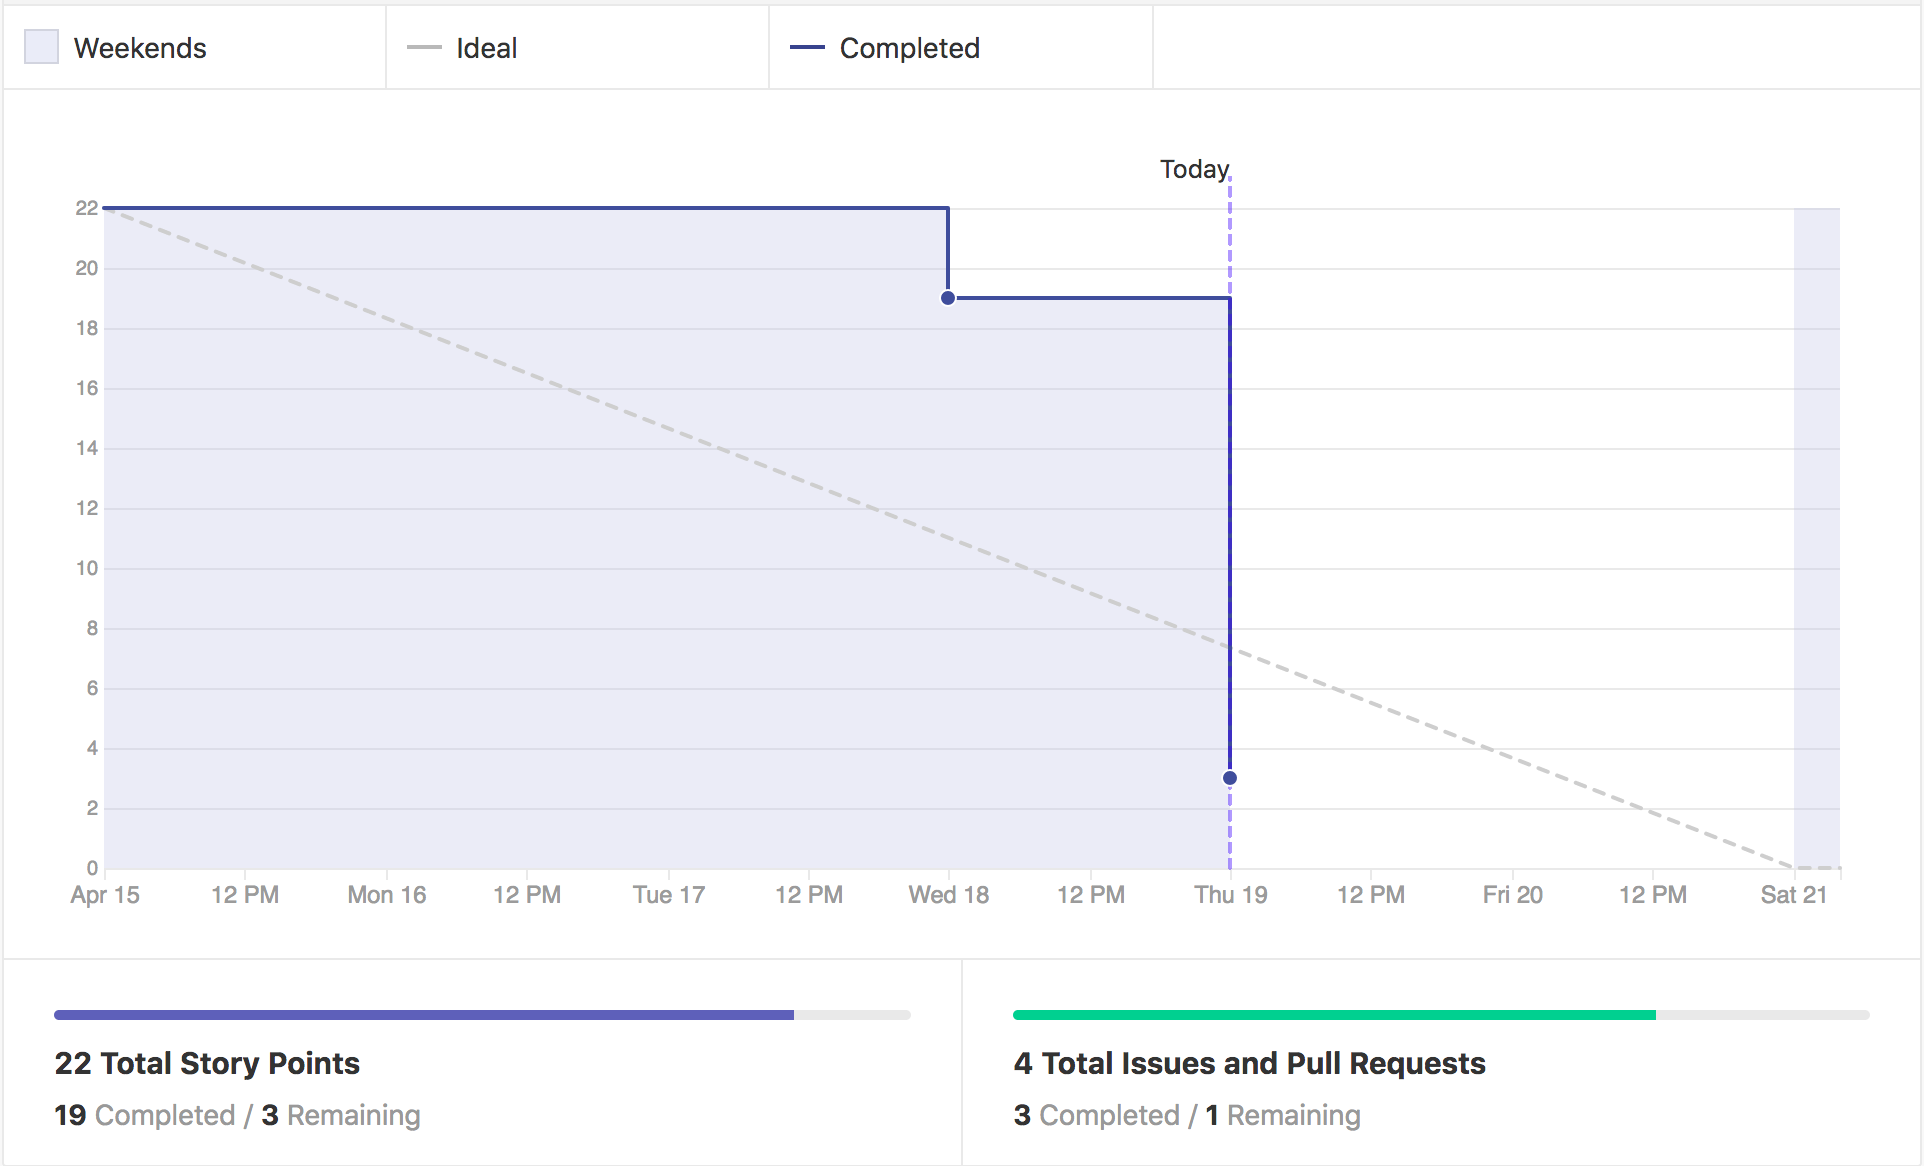 Weekends
Ideal
Completed
Today
22
20
18
16
14
12
10
8
6
4
2
0
Apr 15
12 PM
Mon 16
12 PM
Tue 17
12 PM
Wed 18
12 PM
Thu 19
12 PM
Fri 20
12 PM
Sat 21
22 Total Story Points
19 Completed / 3 Remaining
4 Total Issues and Pull Requests
3 Completed / 1 Remaining